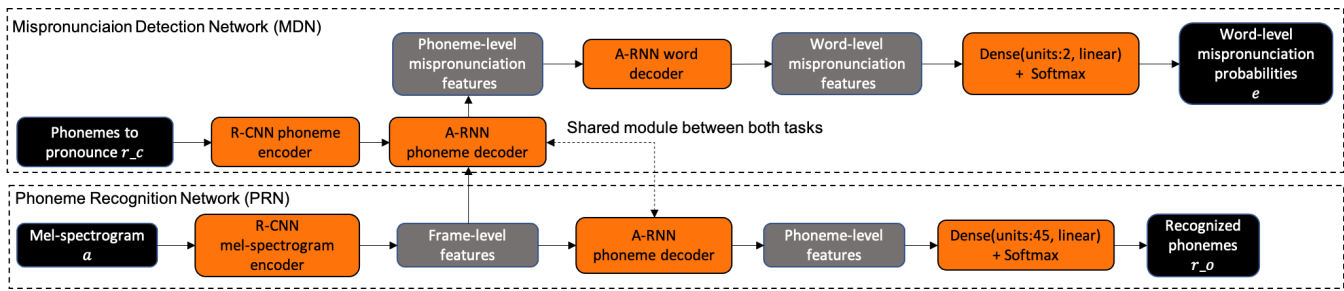 Mispronunciaion Detection Network (MDN)
Phoneme-level
mispronunciation
features
A-RNN word
decoder
Word-level
mispronunciation
features
Dense(units:2, linear)
+ Softmax
Word-level
mispronunciation
probabilities
e
Phonemes to
pronounce r_c
R-CNN phoneme
encoder
A-RNN
phoneme decoder
Shared module between both tasks
Phoneme Recognition Network (PRN)
Mel-spectrogram
a
R-CNN
mel-spectrogram
encoder
Frame-level
features
A-RNN
phoneme decoder
Phoneme-level
features
Dense(units:45, linear)
+ Softmax
Recognized
phonemes
r_o